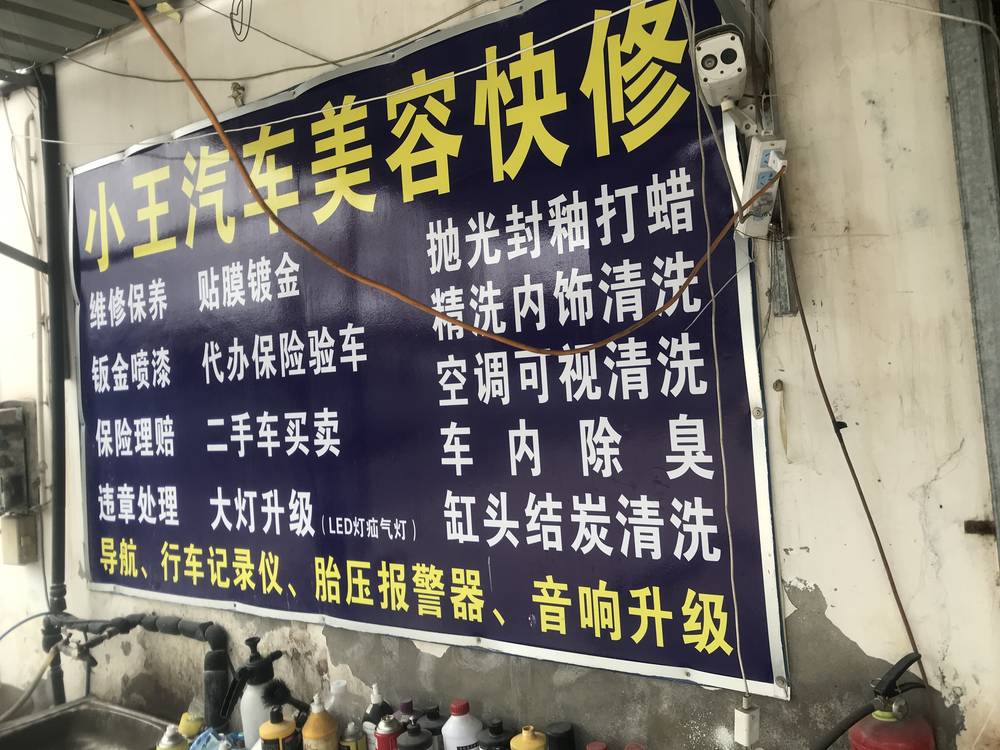 小王汽车美容快修
维修保养 贴膜镀金 抛光封釉打蜡
钣金喷漆 代办保险验车 精洗内饰清洗
保险理赔 二手车买卖 空调可视清洗
违章处理 大灯升级(LED灯疝气灯) 车内除臭
缸头结炭清洗
导航、行车记录仪、胎压报警器、音响升级